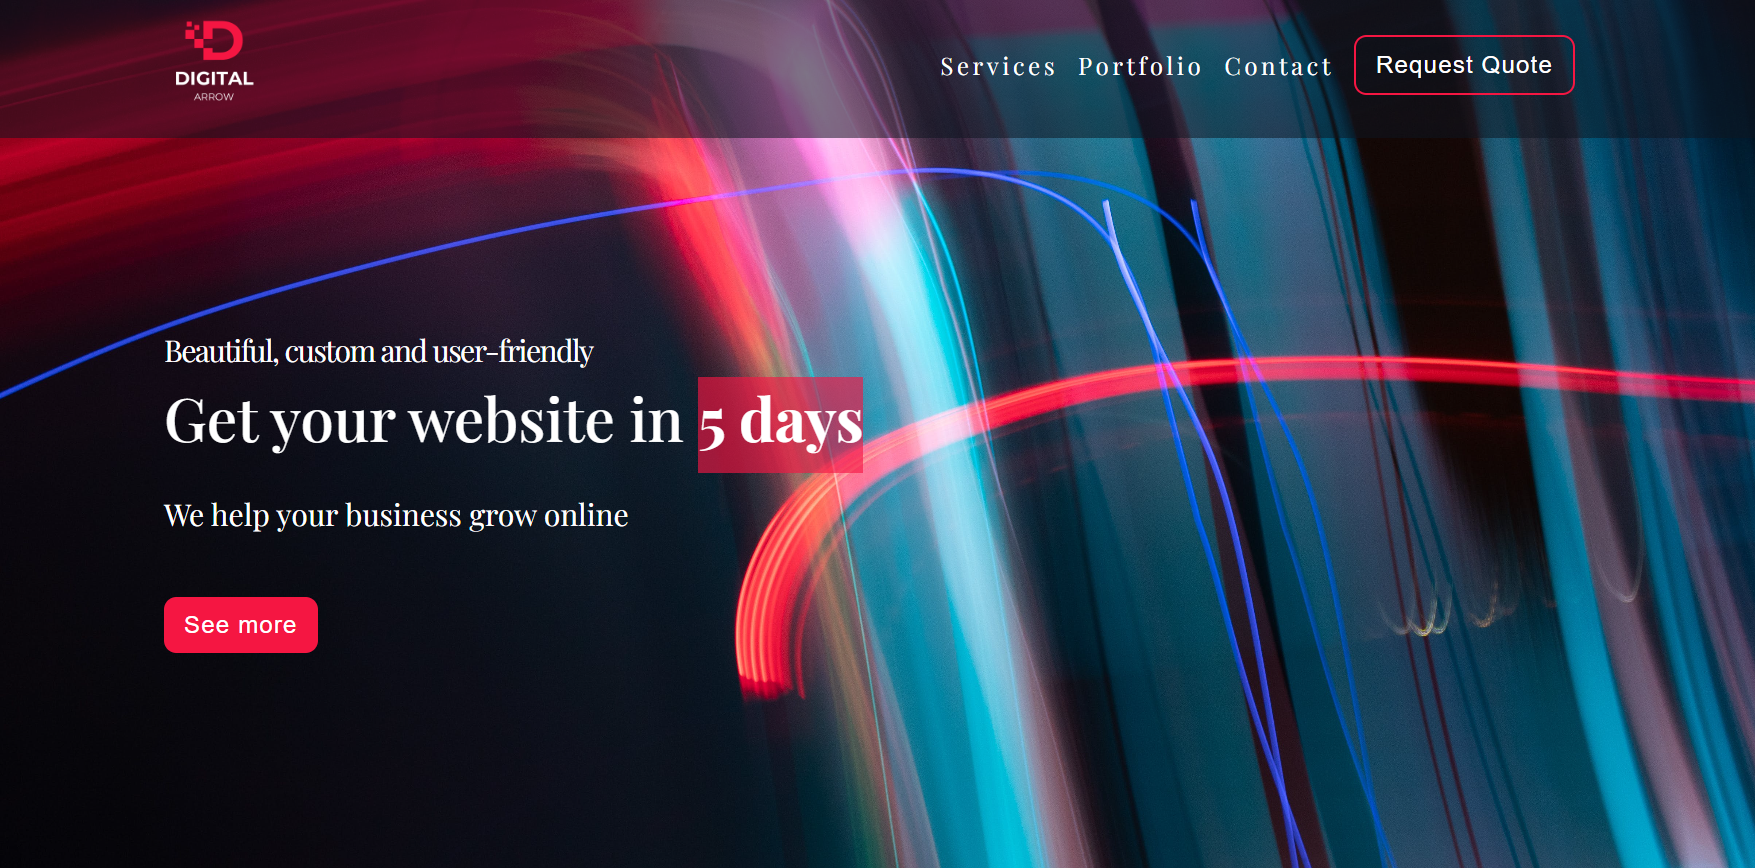 DIGITAL
ARROW
Services Portfolio Contact Request Quote
Beautiful, custom and user-friendly
Get your website in 5 days
We help your business grow online
See more